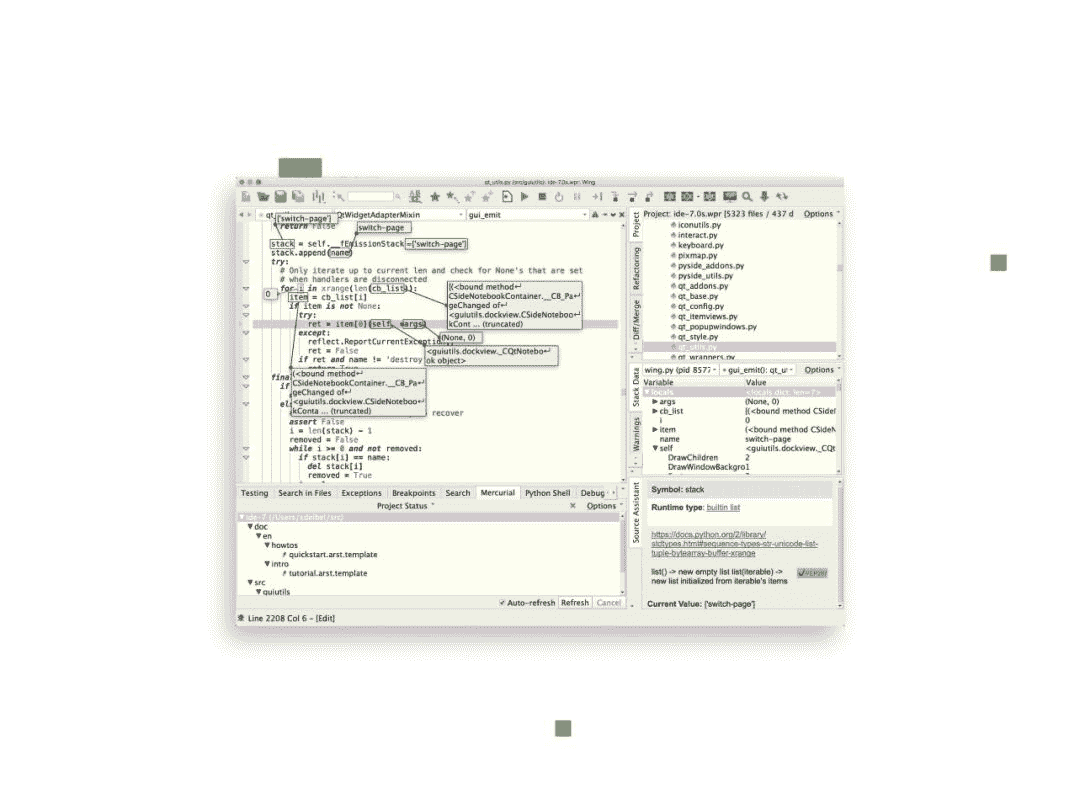 qt_utils.py (src/guiutils): ide-7.0s.wpr: Wing
QtWidgetAdapterMixin
gui_emit
['switch-page']
return False
switch-page
stack = self.__fEmissionStack =['switch-page']
stack.append(name)
try:
# Only iterate up to current len and check for None's that are set
# when handlers are disconnected
for i in xrange(len(cb_list)):
0
item = cb_list[i]
if item is not None:
try:
ret = item[0](self, *args)
except:
reflect.ReportCurrentException
ret = False
if ret and name != 'destroy
[(<bound method↵
CSideNotebookContainer.__CB_Pa↵
geChanged of↵
<guiutils.dockview.CSideNoteboo↵
kCont ... (truncated)
(None, 0)
<guiutils.dockview._CQtNotebo↵
ok object>
(<bound method↵
CSideNotebookContainer.__CB_Pa↵
geChanged of↵
<guiutils.dockview.CSideNoteboo↵
kConta ... (truncated)
recover
assert False
i = len(stack) - 1
removed = False
while i >= 0 and not removed:
if stack[i] == name:
del stack[i]
removed = True
Testing Search in Files Exceptions Breakpoints Search Mercurial Python Shell Debug
Project Status
Options
ide-7 (/Users/sdeibel/src)
doc
en
howtos
quickstart.arst.template
intro
tutorial.arst.template
src
guiutils
Auto-refresh Refresh Cancel
Line 2208 Col 6 - [Edit]
Project
Refactoring
Diff/Merge
Project: ide-7.0s.wpr [5323 files / 437 d Options
iconutils.py
interact.py
keyboard.py
pixmap.py
pyside_addons.py
pyside_utils.py
qt_addons.py
qt_base.py
qt_config.py
qt_itemviews.py
qt_popupwindows.py
qt_style.py
qt_utils.py
qt_wrappers.py
Stack Data
Warnings
wing.py (pid 8577 gui_emit(): qt_u Options
Variable Value
locals <locals dict, len=7>
args (None, 0)
cb_list [(<bound method CSideN
i 0
item (<bound method CSideN
name switch-page
self <guiutils.dockview._CQt
DrawChildren 2
DrawWindowBackgro 1
Source Assistant
Symbol: stack
Runtime type: builtin list
https://docs.python.org/2/library/
stdtypes.html#sequence-types-str-unicode-list-
tuple-bytearray-buffer-xrange
list() -> new empty list list(iterable) ->
new list initialized from iterable's items
PEP287
Current Value: ['switch-page']